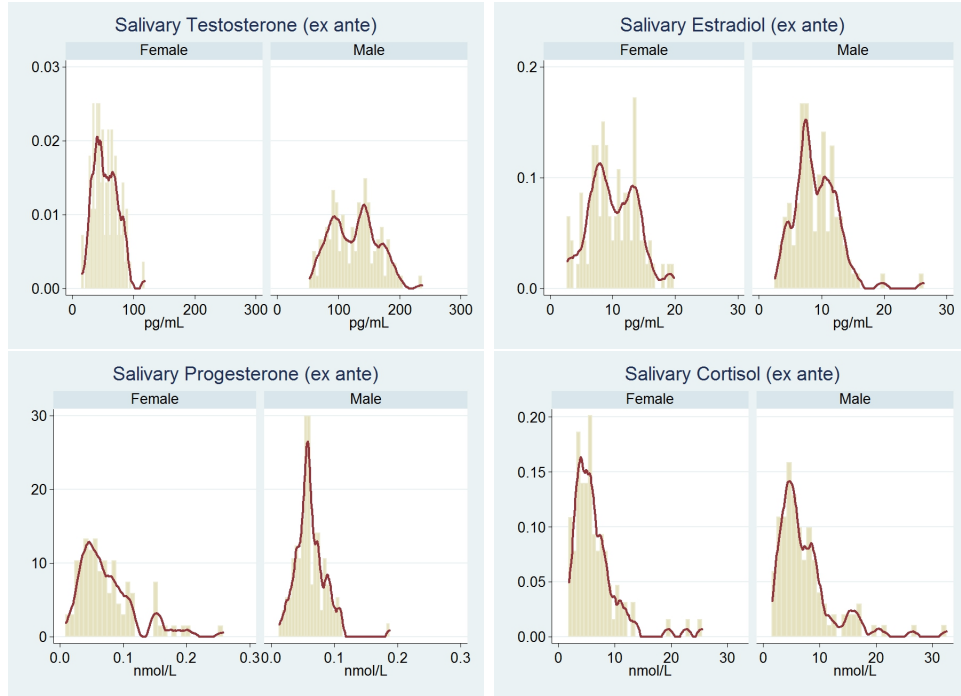 Salivary Testosterone (ex ante)
Female Male
0.03
0.02
0.01
0.00
0 100 200 300 0 100 200 300
pg/mL pg/mL
Salivary Estradiol (ex ante)
Female Male
0.2
0.1
0.0
0 10 20 30 0 10 20 30
pg/mL pg/mL
Salivary Progesterone (ex ante)
Female Male
30
20
10
0
0.0 0.1 0.2 0.3 0.0 0.1 0.2 0.3
nmol/L nmol/L
Salivary Cortisol (ex ante)
Female Male
0.20
0.15
0.10
0.05
0.00
0 10 20 30 0 10 20 30
nmol/L nmol/L